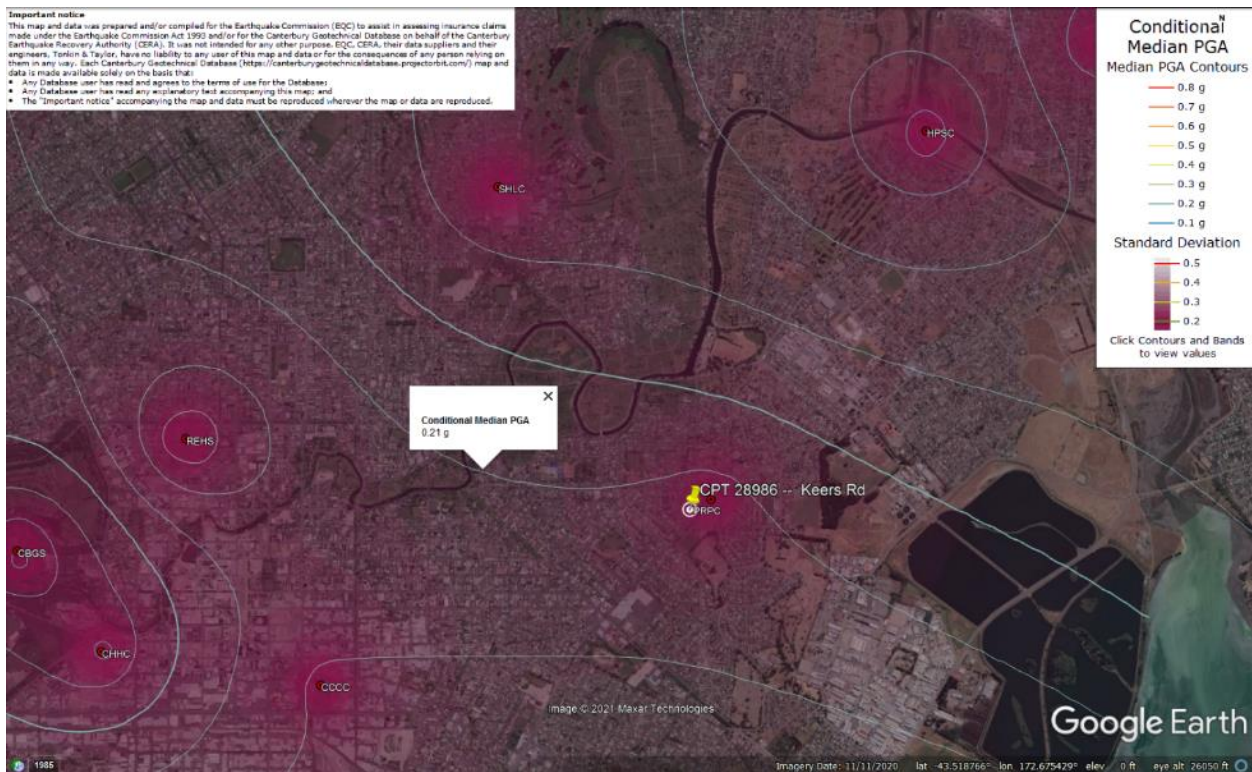 Important notice
This map and data was prepared and/or compiled for the Earthquake Commission (EQC) to assist in assessing insurance claims
made under the Earthquake Commission Act 1993 and/or for the Canterbury Geotechnical Database on behalf of the Canterbury
Earthquake Recovery Authority (CERA). It was not intended for any other purpose. EQC, CERA, their data suppliers and their
engineers, Tonkin & Taylor, have no liability to any user of this map and data or for the consequences of any person relying on
them in any way. Each Canterbury Geotechnical Database (https://canterburygeotechnicaldatabase.projectorbit.com/) map and
data is made available solely on the basis that:
• Any Database user has read and agrees to the terms of use for the Database;
• Any Database user has read any explanatory text accompanying this map; and
• The "Important notice" accompanying the map and data must be reproduced wherever the map or data are reproduced.
N
Conditional
Median PGA
Median PGA Contours
0.8 g
0.7 g
0.6 g
0.5 g
0.4 g
0.3 g
0.2 g
0.1 g
Standard Deviation
0.5
0.4
0.3
0.2
Click Contours and Bands
to view values
HPSC
SHLC
Conditional Median PGA
0.21 g
REHS
CPT 28986 -- Keers Rd
PRPC
CBGS
CHHC
CCCC
Image © 2021 Maxar Technologies
Google Earth
1985
Imagery Date: 11/11/2020 lat -43.518766° lon 172.675429° elev 0 ft eye alt 26050 ft